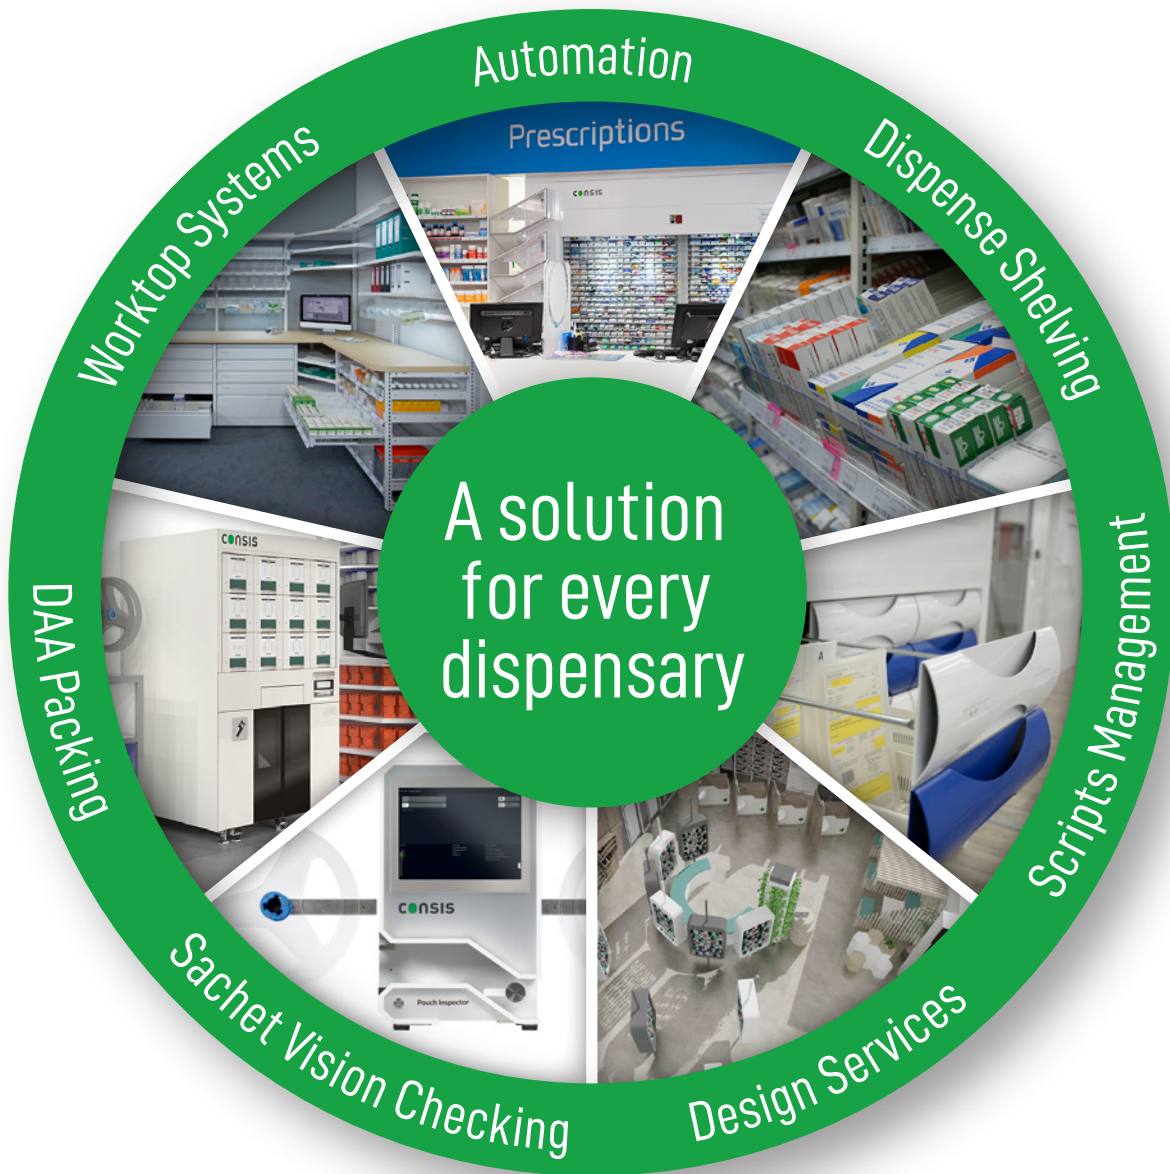 Automation
Dispense Shelving
Scripts Management
Design Services
Sachet Vision Checking
DAA Packing
Worktop Systems
A solution
for every
dispensary
Prescriptions
CONSIS
A
CONSIS
Pouch Inspector
CONSIS